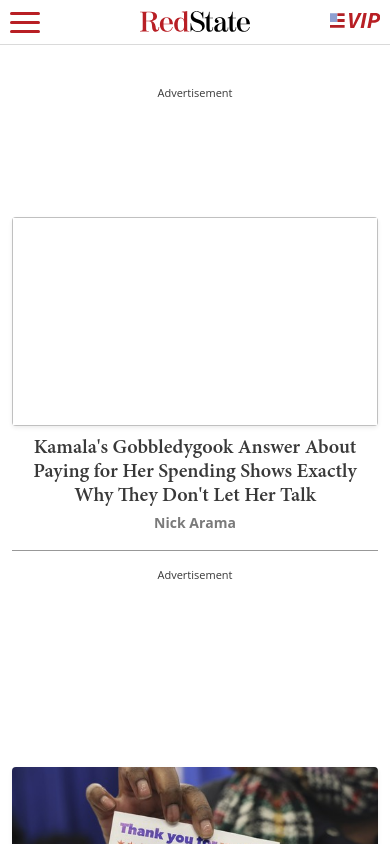 RedState
VIP
Advertisement
Kamala's Gobbledygook Answer About
Paying for Her Spending Shows Exactly
Why They Don't Let Her Talk
Nick Arama
Advertisement
Thank you for